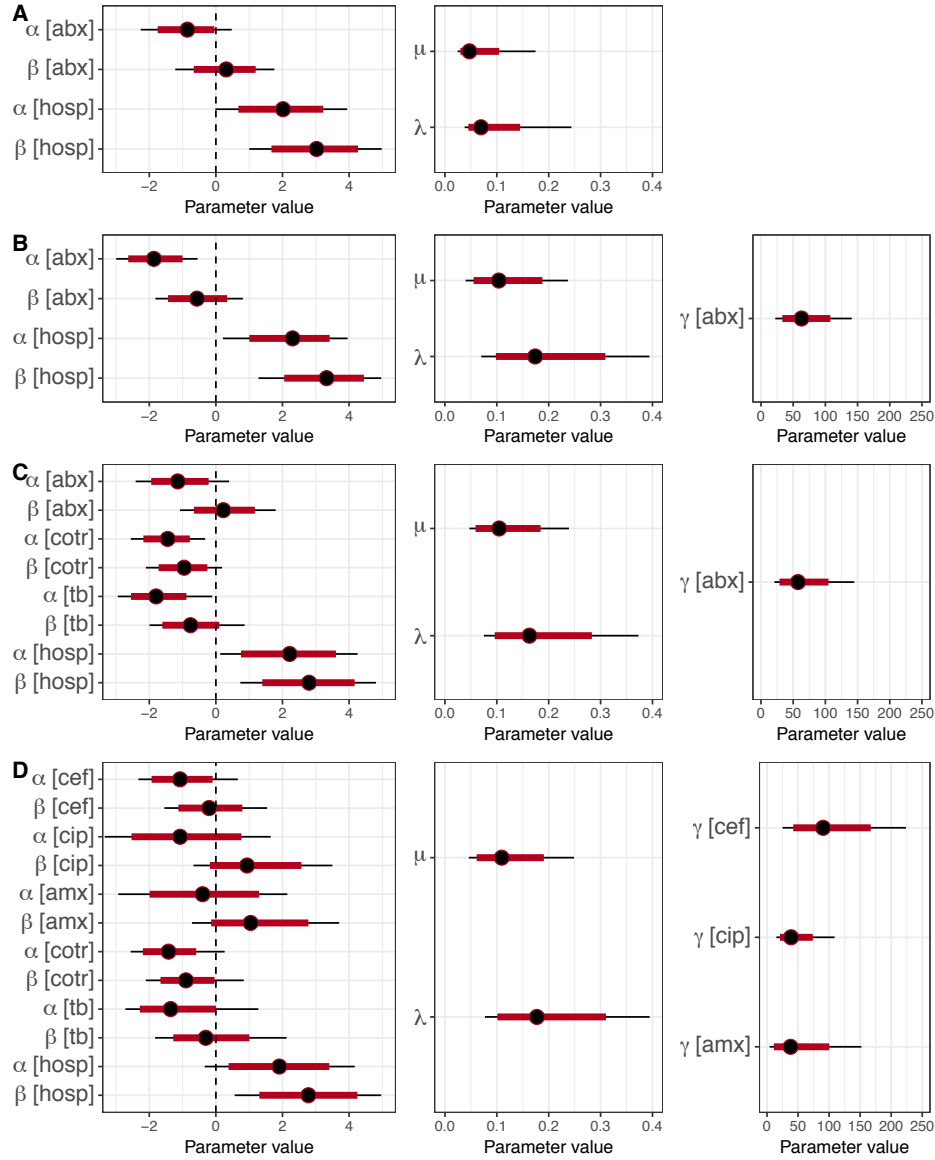 A
α [abx]
β [abx]
α [hosp]
β [hosp]
−2 0 2 4
Parameter value
μ
λ
0.0 0.1 0.2 0.3 0.4
Parameter value
B
α [abx]
β [abx]
α [hosp]
β [hosp]
−2 0 2 4
Parameter value
μ
λ
0.0 0.1 0.2 0.3 0.4
Parameter value
γ [abx]
0 50 100 150 200 250
Parameter value
C
α [abx]
β [abx]
α [cotr]
β [cotr]
α [tb]
β [tb]
α [hosp]
β [hosp]
−2 0 2 4
Parameter value
μ
λ
0.0 0.1 0.2 0.3 0.4
Parameter value
γ [abx]
0 50 100 150 200 250
Parameter value
D
α [cef]
β [cef]
α [cip]
β [cip]
α [amx]
β [amx]
α [cotr]
β [cotr]
α [tb]
β [tb]
α [hosp]
β [hosp]
−2 0 2 4
Parameter value
μ
λ
0.0 0.1 0.2 0.3 0.4
Parameter value
γ [cef]
γ [cip]
γ [amx]
0 50 100 150 200 250
Parameter value